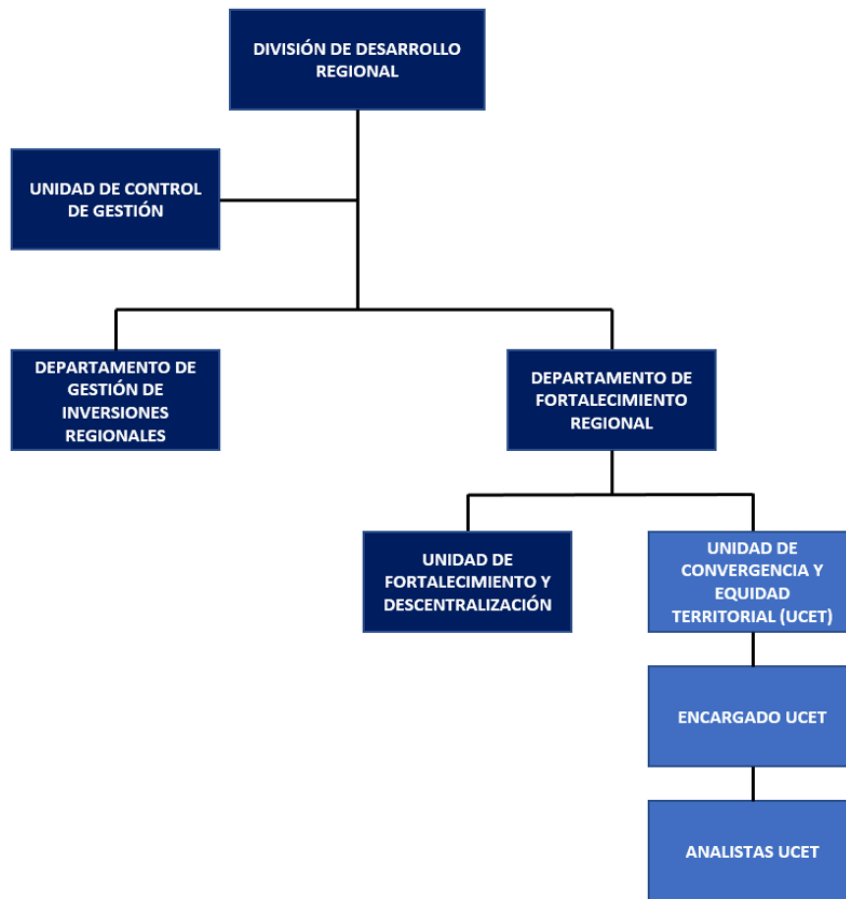 DIVISIÓN DE DESARROLLO
REGIONAL
UNIDAD DE CONTROL
DE GESTIÓN
DEPARTAMENTO DE
GESTIÓN DE
INVERSIONES
REGIONALES
DEPARTAMENTO DE
FORTALECIMIENTO
REGIONAL
UNIDAD DE
FORTALECIMIENTO Y
DESCENTRALIZACIÓN
UNIDAD DE
CONVERGENCIA Y
EQUIDAD
TERRITORIAL (UCET)
ENCARGADO UCET
ANALISTAS UCET